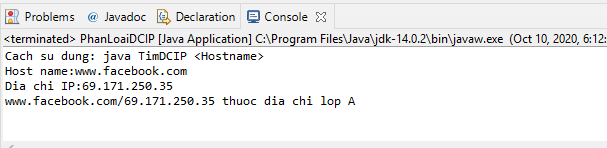 Problems @ Javadoc Declaration Console
<terminated> PhanLoaiDCIP [Java Application] C:\Program Files\Java\jdk-14.0.2\bin\javaw.exe (Oct 10, 2020, 6:12:
Cach su dung: java TimDCIP <Hostname>
Host name:www.facebook.com
Dia chi IP:69.171.250.35
www.facebook.com/69.171.250.35 thuoc dia chi lop A